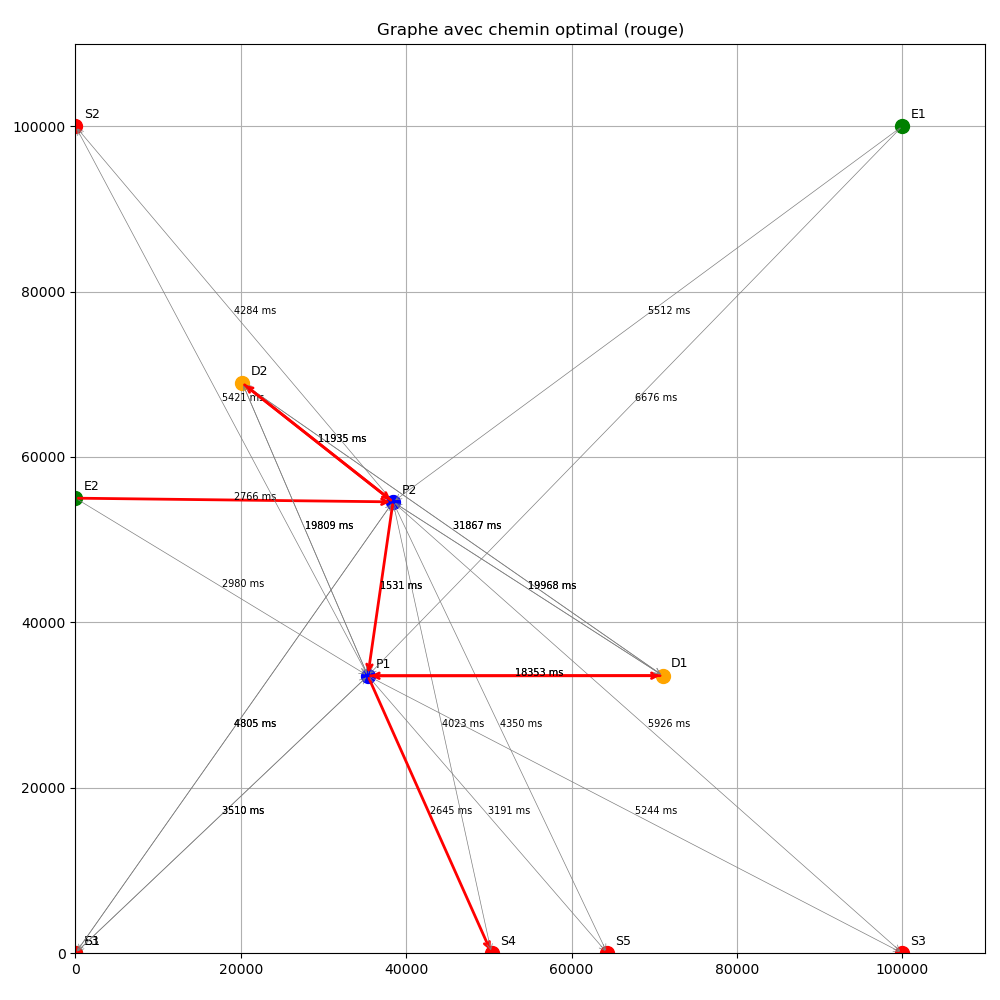 Graphe avec chemin optimal (rouge)
S2
E1
100000
4284 ms
5512 ms
80000
D2
5421 ms
6676 ms
11935 ms
60000
E2
P2
2766 ms
19809 ms
31867 ms
2980 ms
1531 ms
19968 ms
40000
P1
D1
18353 ms
4805 ms
4023 ms
4350 ms
5926 ms
20000
3510 ms
2645 ms
3191 ms
5244 ms
S4
S5
S3
0
0
20000
40000
60000
80000
100000